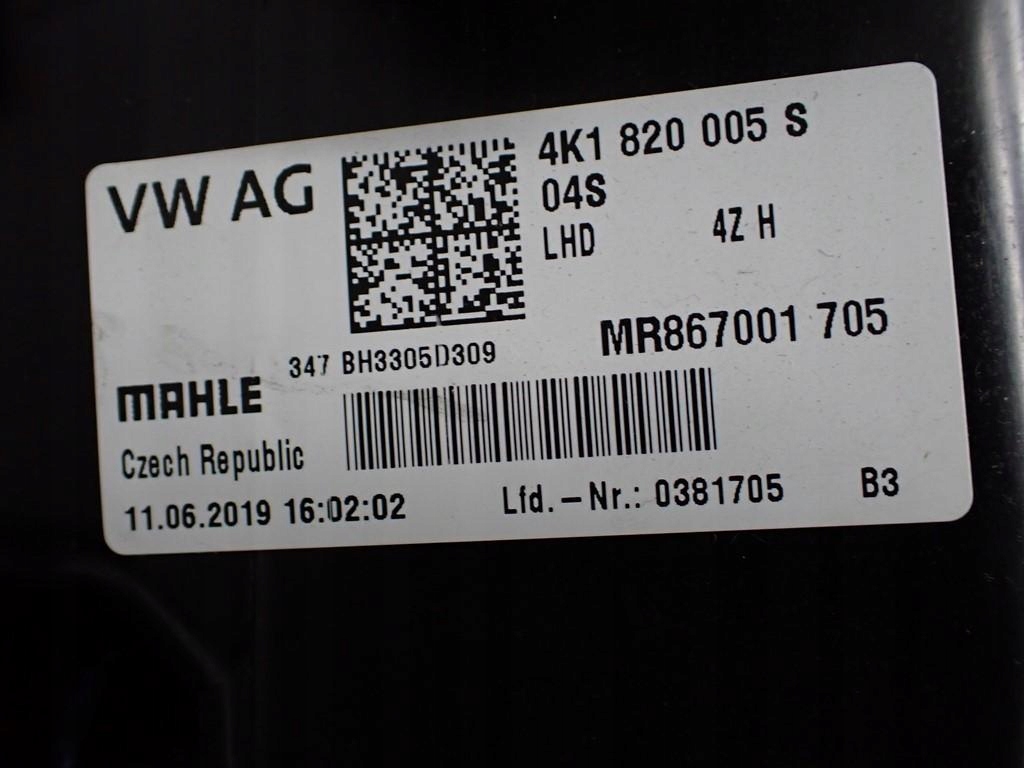 VW AG
4K1 820 005 S
04S
LHD 4Z H
MR867001 705
347 BH3305D309
MAHLE
Czech Republic
11.06.2019 16:02:02 Lfd.-Nr.: 0381705 B3